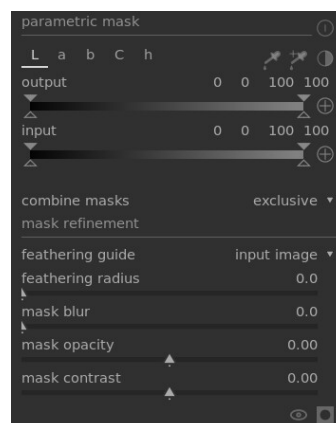 parametric mask
L a b C h
output 0 0 100 100
input 0 0 100 100
combine masks exclusive
mask refinement
feathering guide input image
feathering radius 0.0
mask blur 0.0
mask opacity 0.00
mask contrast 0.00